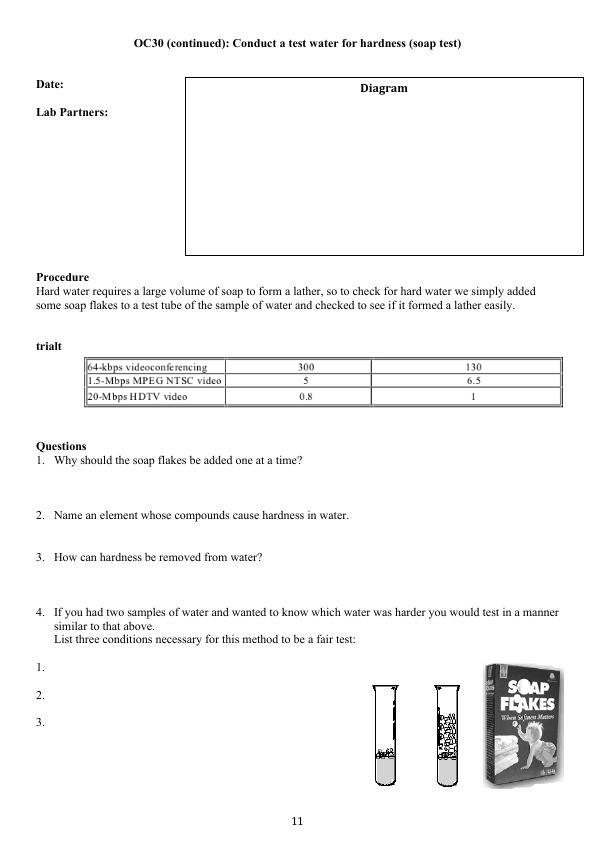 OC30 (continued): Conduct a test water for hardness (soap test)
Date:
Diagram
Lab Partners:
Procedure
Hard water requires a large volume of soap to form a lather, so to check for hard water we simply added
some soap flakes to a test tube of the sample of water and checked to see if it formed a lather easily.
trialt
64-kbps videoconferencing 300 130
1.5-Mbps MPEG NTSC video 5 6.5
20-Mbps HDTV video 0.8 1
Questions
1. Why should the soap flakes be added one at a time?
2. Name an element whose compounds cause hardness in water.
3. How can hardness be removed from water?
4. If you had two samples of water and wanted to know which water was harder you would test in a manner
similar to that above.
List three conditions necessary for this method to be a fair test:
1.
2.
3.
SOAP
FLAKES
When Softness Matters
11